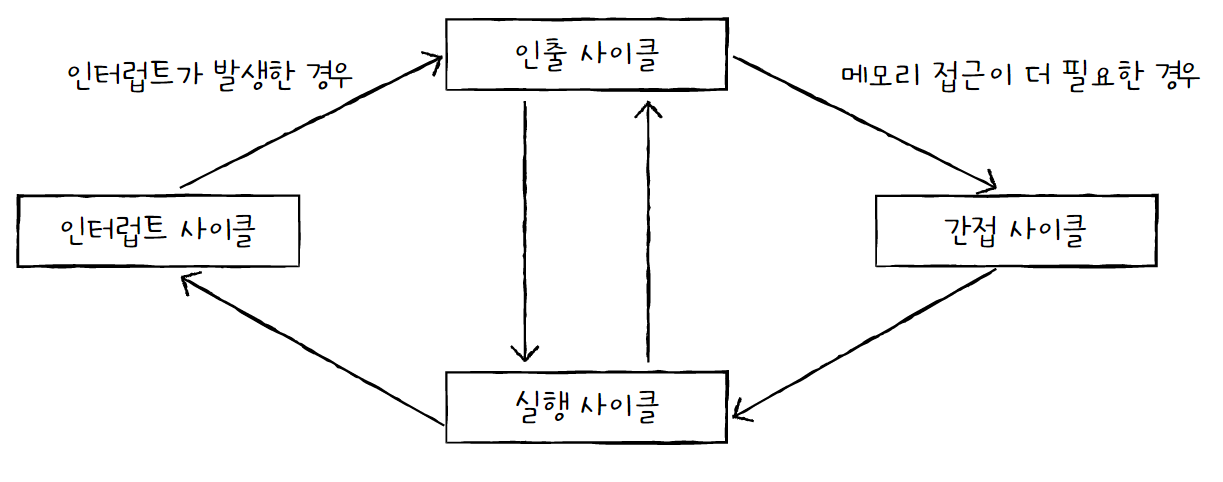 인출 사이클
인터럽트가 발생한 경우
메모리 접근이 더 필요한 경우
인터럽트 사이클
간접 사이클
실행 사이클